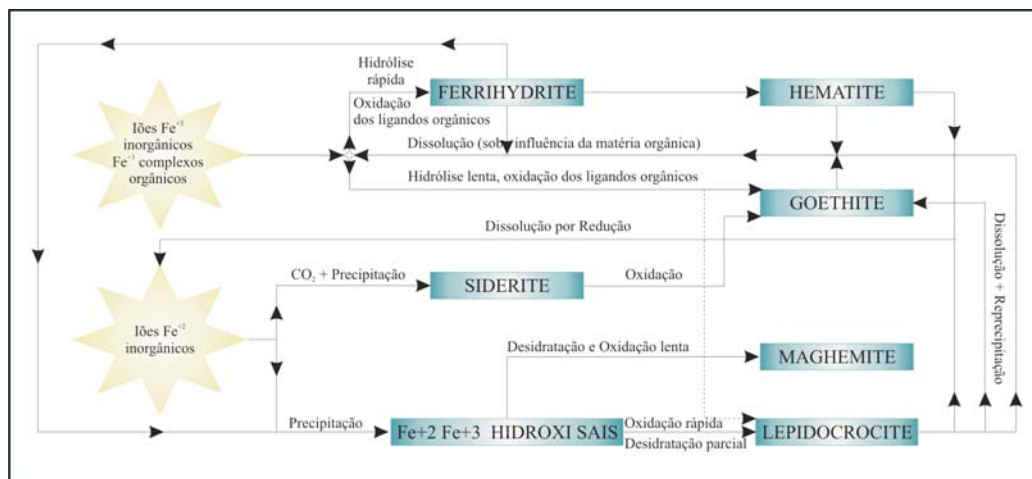 Hidrólise
rápida
FERRIHYDRITE
HEMATITE
Oxidação
dos ligandos orgânicos
Iões Fe+3
inorgânicos
Fe+3 complexos
orgânicos
Dissolução (sob influência da matéria orgânica)
Hidrólise lenta, oxidação dos ligandos orgânicos
GOETHITE
Dissolução por Redução
Dissolução + Reprecipitação
CO2 + Precipitação
SIDERITE
Oxidação
Iões Fe+2
inorgânicos
Desidratação e Oxidação lenta
MAGHEMITE
Precipitação
Fe+2 Fe+3 HIDROXI SAIS
Oxidação rápida
Desidratação parcial
LEPIDOCROCITE